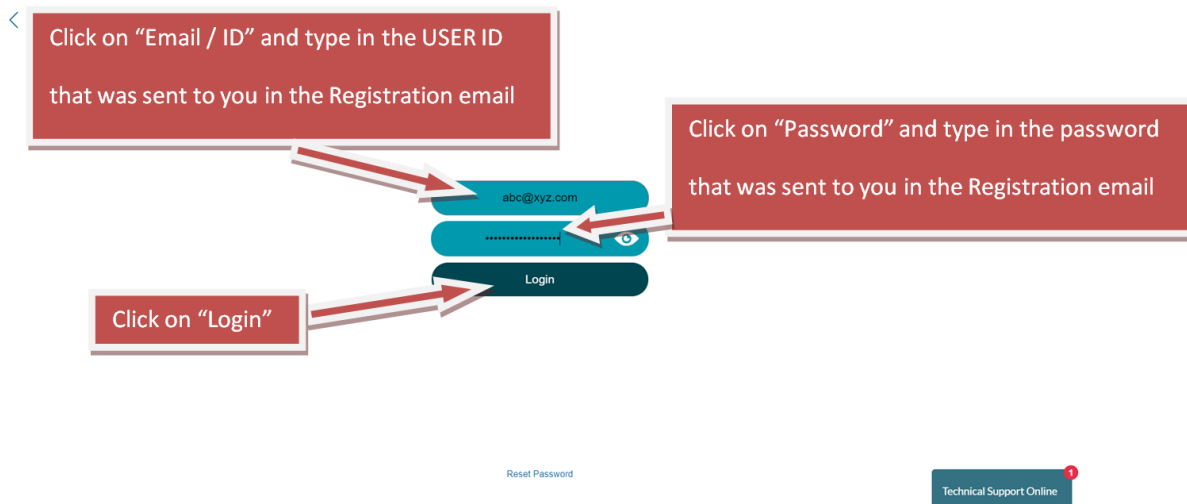 Click on “Email / ID” and type in the USER ID
that was sent to you in the Registration email
Click on “Password” and type in the password
that was sent to you in the Registration email
abc@xyz.com
••••••••••••••••••
Login
Click on “Login”
Reset Password
1
Technical Support Online